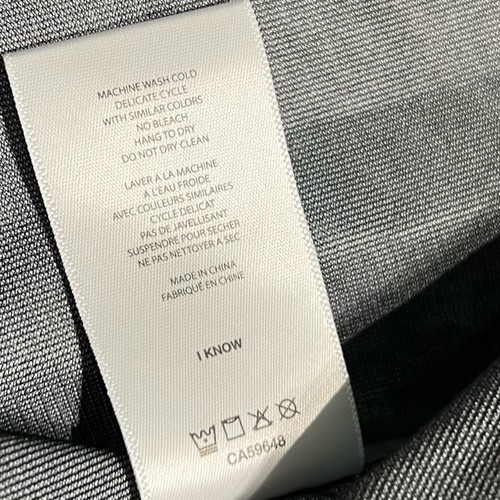 MACHINE WASH COLD
DELICATE CYCLE
WITH SIMILAR COLORS
NO BLEACH
HANG TO DRY
DO NOT DRY CLEAN
LAVER A LA MACHINE
A L'EAU FROIDE
AVEC COULEURS SIMILAIRES
CYCLE DELICAT
PAS DE JAVELLISANT
SUSPENDRE POUR SECHER
NE PAS NETTOYER A SEC
MADE IN CHINA
FABRIQUÉ EN CHINE
I KNOW
CA59648